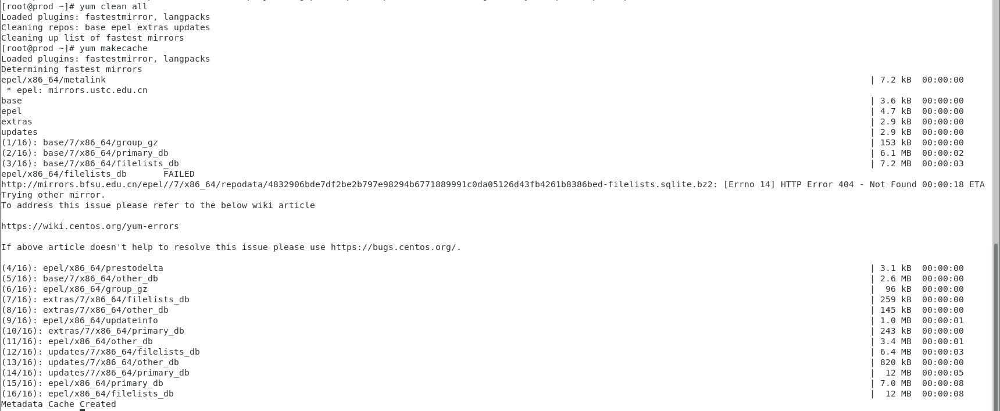 [root@prod ~]# yum clean all
Loaded plugins: fastestmirror, langpacks
Cleaning repos: base epel extras updates
Cleaning up list of fastest mirrors
[root@prod ~]# yum makecache
Loaded plugins: fastestmirror, langpacks
Determining fastest mirrors
epel/x86_64/metalink | 7.2 kB 00:00:00
 * epel: mirrors.ustc.edu.cn
base | 3.6 kB 00:00:00
epel | 4.7 kB 00:00:00
extras | 2.9 kB 00:00:00
updates | 2.9 kB 00:00:00
(1/16): base/7/x86_64/group_gz | 153 kB 00:00:00
(2/16): base/7/x86_64/primary_db | 6.1 MB 00:00:02
(3/16): base/7/x86_64/filelists_db | 7.2 MB 00:00:03
epel/x86_64/filelists_db FAILED
http://mirrors.bfsu.edu.cn/epel//7/x86_64/repodata/4832906bde7df2be2b797e98294b6771889991c0da05126d43fb4261b8386bed-filelists.sqlite.bz2: [Errno 14] HTTP Error 404 - Not Found 00:00:18 ETA
Trying other mirror.
To address this issue please refer to the below wiki article
https://wiki.centos.org/yum-errors
If above article doesn't help to resolve this issue please use https://bugs.centos.org/.
(4/16): epel/x86_64/prestodelta | 3.1 kB 00:00:00
(5/16): base/7/x86_64/other_db | 2.6 MB 00:00:00
(6/16): epel/x86_64/group_gz | 96 kB 00:00:00
(7/16): extras/7/x86_64/filelists_db | 259 kB 00:00:00
(8/16): extras/7/x86_64/other_db | 145 kB 00:00:00
(9/16): epel/x86_64/updateinfo | 1.0 MB 00:00:01
(10/16): extras/7/x86_64/primary_db | 243 kB 00:00:00
(11/16): epel/x86_64/other_db | 3.4 MB 00:00:01
(12/16): updates/7/x86_64/filelists_db | 6.4 MB 00:00:03
(13/16): updates/7/x86_64/other_db | 820 kB 00:00:00
(14/16): updates/7/x86_64/primary_db | 12 MB 00:00:05
(15/16): epel/x86_64/primary_db | 7.0 MB 00:00:08
(16/16): epel/x86_64/filelists_db | 12 MB 00:00:08
Metadata Cache Created